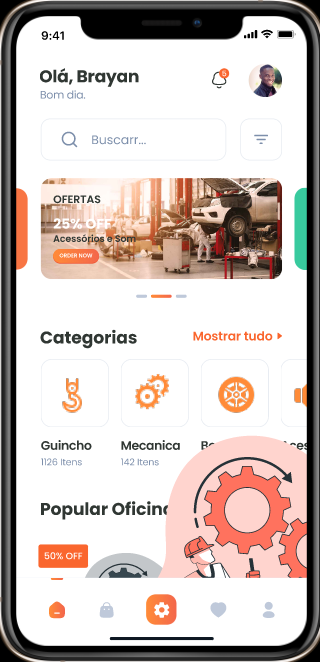 9:41
Olá, Brayan
Bom dia.
Buscarr...
OFERTAS
25% OFF
Acessórios e Som
ORDER NOW
Categorias
Mostrar tudo
Guincho
Mecanica
1126 Itens
142 Itens
Popular Oficin
50% OFF